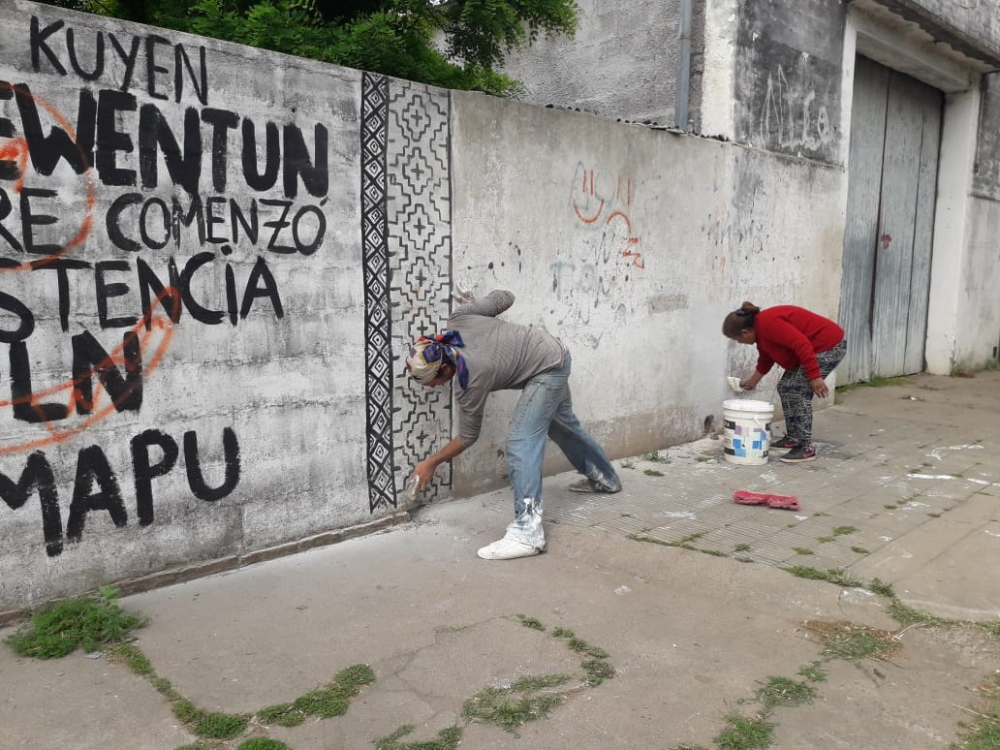 KUYEN
EWENTUN
RE COMENZÓ
STENCIA
LN
MAPU